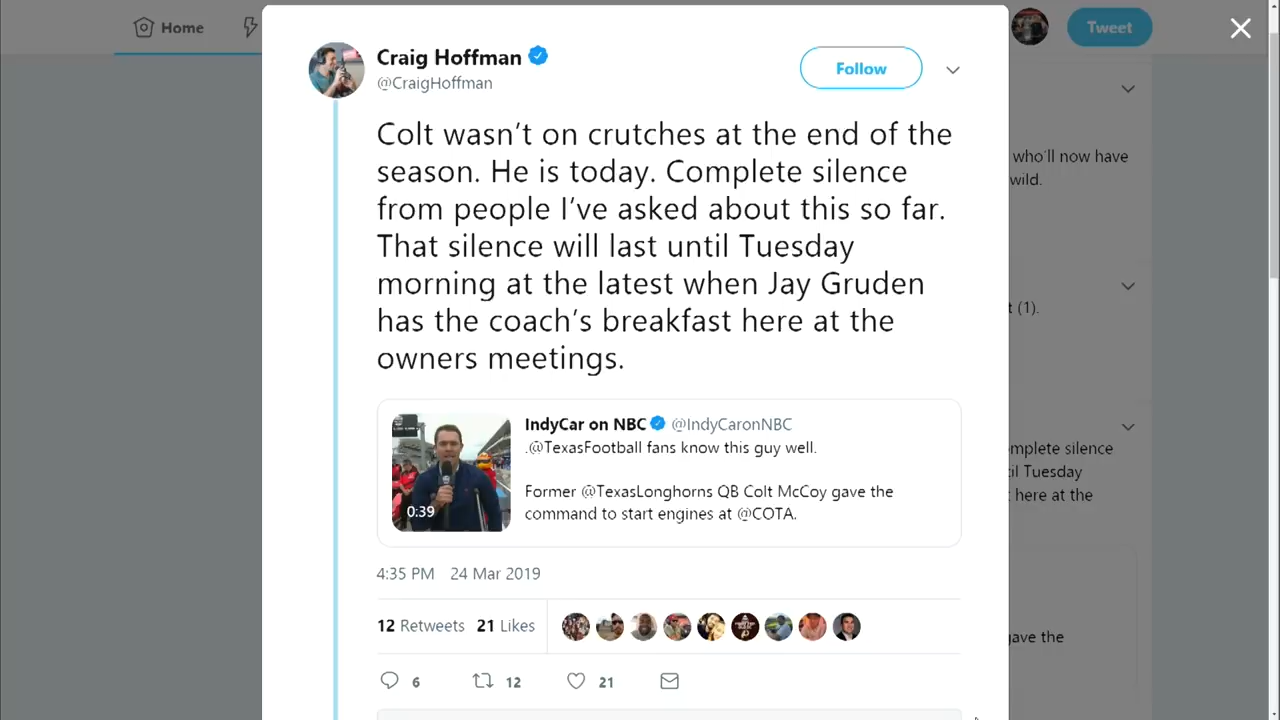 Home
Tweet
Craig Hoffman
@CraigHoffman
Follow
Colt wasn't on crutches at the end of the
season. He is today. Complete silence
from people I've asked about this so far.
That silence will last until Tuesday
morning at the latest when Jay Gruden
has the coach's breakfast here at the
owners meetings.
IndyCar on NBC @IndyCaronNBC
.@TexasFootball fans know this guy well.
Former @TexasLonghorns QB Colt McCoy gave the
command to start engines at @COTA.
0:39
4:35 PM 24 Mar 2019
12 Retweets 21 Likes
6 12 21
who'll now have
wild.
t (1).
mplete silence
il Tuesday
here at the
gave the